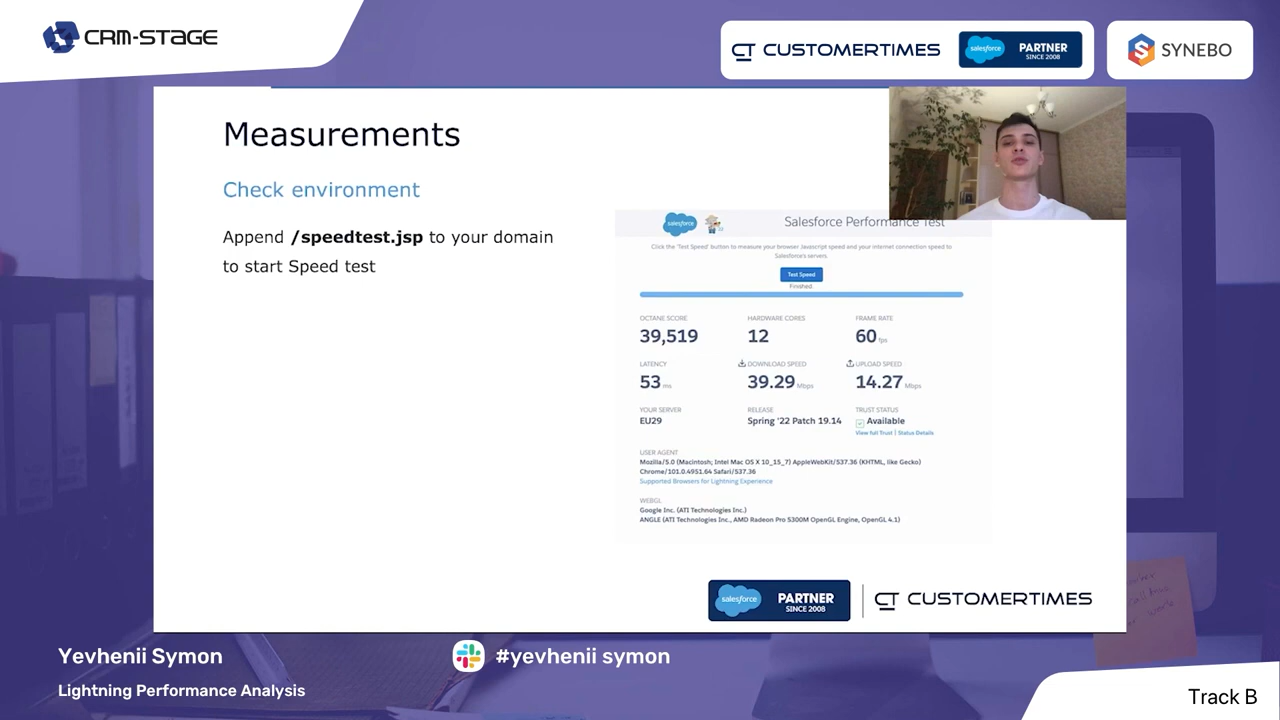 CRM-STAGE
CT CUSTOMERTIMES
salesforce
PARTNER
SINCE 2008
SYNEBO
Measurements
Check environment
Append /speedtest.jsp to your domain
to start Speed test
salesforce
Salesforce Performance Test
Click the 'Test Speed' button to measure your browser Javascript speed and your internet connection speed to
Salesforce's servers.
Test Speed
Finished
OCTANE SCORE HARDWARE CORES FRAME RATE
39,519 12 60 fps
LATENCY DOWNLOAD SPEED UPLOAD SPEED
53 ms 39.29 Mbps 14.27 Mbps
YOUR SERVER RELEASE TRUST STATUS
EU29 Spring '22 Patch 19.14 Available
View full Trust | Status Details
USER AGENT
Mozilla/5.0 (Macintosh; Intel Mac OS X 10_15_7) AppleWebKit/537.36 (KHTML, like Gecko)
Chrome/101.0.4951.64 Safari/537.36
Supported Browsers for Lightning Experience
WEBGL
Google Inc. (ATI Technologies Inc.)
ANGLE (ATI Technologies Inc., AMD Radeon Pro 5300M OpenGL Engine, OpenGL 4.1)
salesforce
PARTNER
SINCE 2008
CT CUSTOMERTIMES
Yevhenii Symon
#yevhenii symon
Lightning Performance Analysis
Track B